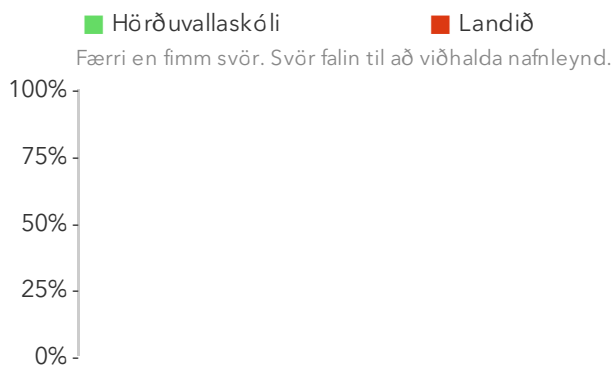 Hörðuvallaskóli Landið
Færri en fimm svör. Svör falin til að viðhalda nafnleynd.
100%
75%
50%
25%
0%